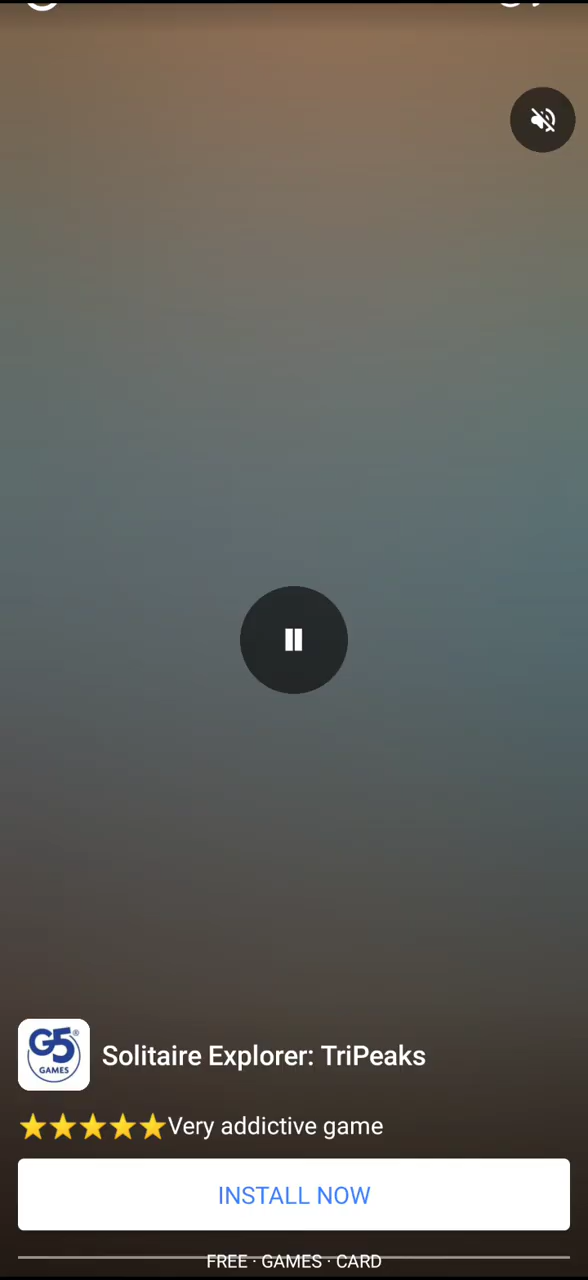 G5®
GAMES
Solitaire Explorer: TriPeaks
⭐⭐⭐⭐⭐Very addictive game
INSTALL NOW
FREE · GAMES · CARD